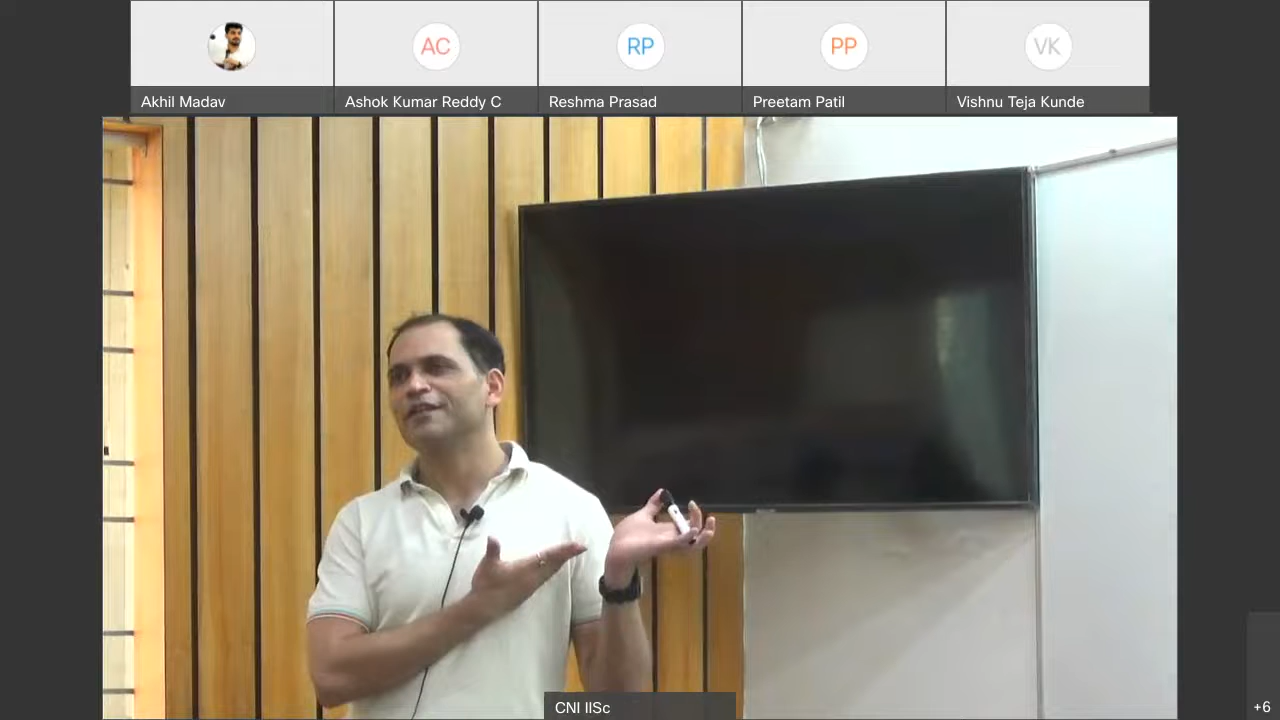 AC
RP
PP
VK
Akhil Madav
Ashok Kumar Reddy C
Reshma Prasad
Preetam Patil
Vishnu Teja Kunde
CNI IISc
+6